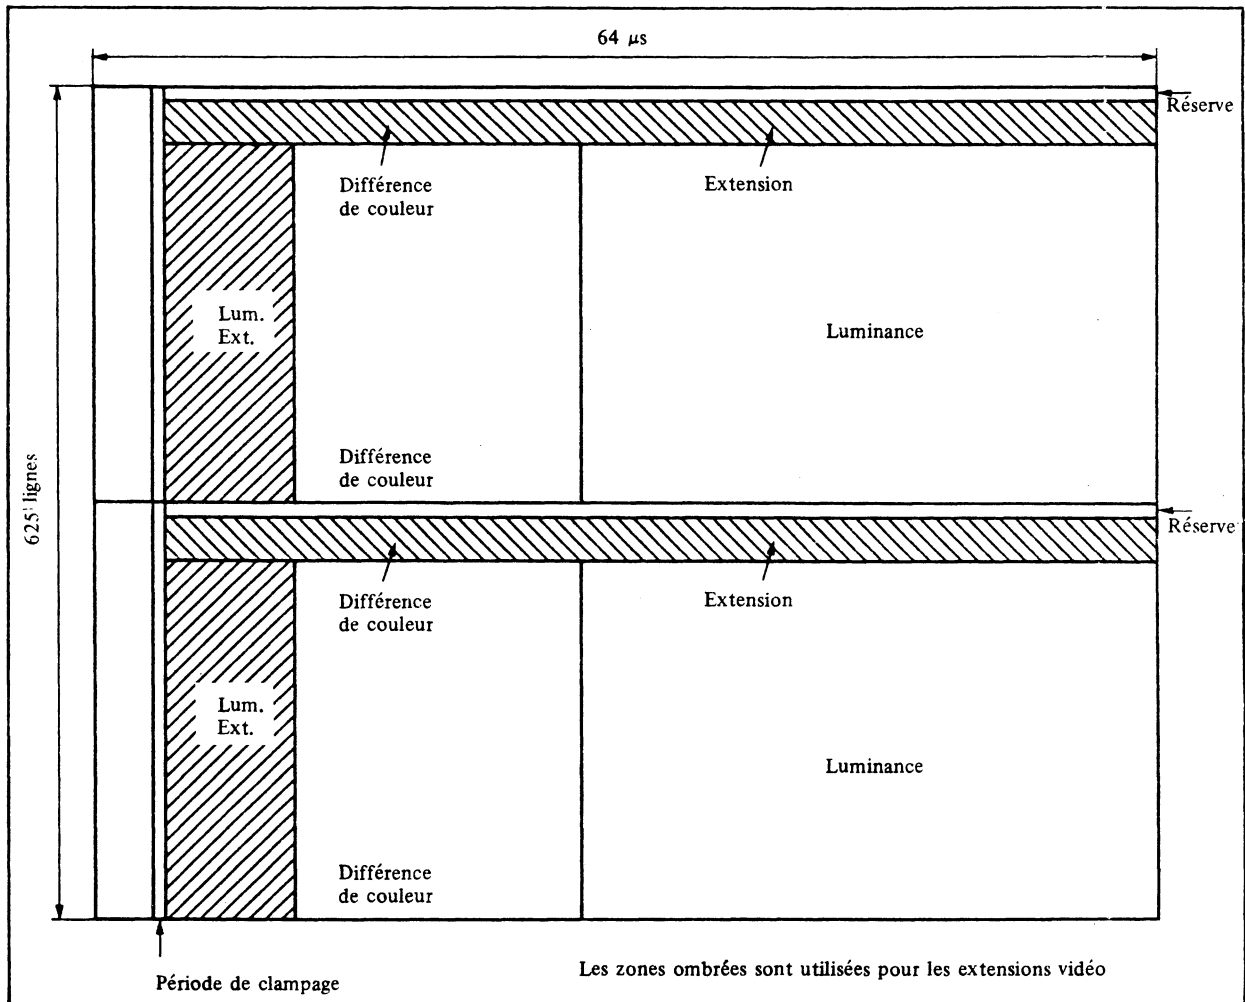 64 μs
Réserve
Différence
de couleur
Extension
Lum.
Ext.
Luminance
Différence
de couleur
625 lignes
Réserve
Différence
de couleur
Extension
Lum.
Ext.
Luminance
Différence
de couleur
Période de clampage
Les zones ombrées sont utilisées pour les extensions vidéo